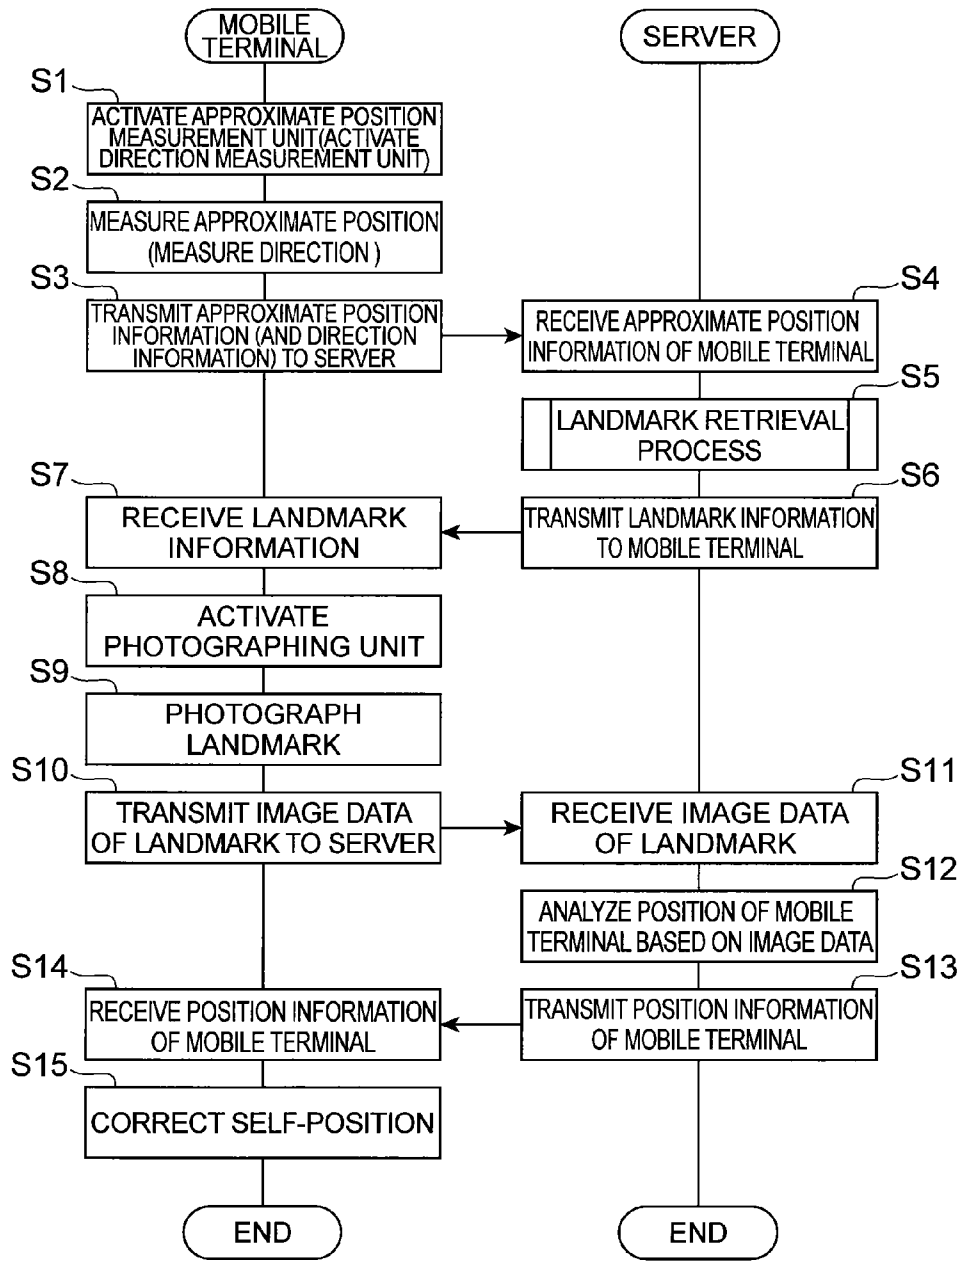 MOBILE
TERMINAL
SERVER
S1
ACTIVATE APPROXIMATE POSITION
MEASUREMENT UNIT(ACTIVATE
DIRECTION MEASUREMENT UNIT)
S2
MEASURE APPROXIMATE POSITION
(MEASURE DIRECTION )
S3
TRANSMIT APPROXIMATE POSITION
INFORMATION (AND DIRECTION
INFORMATION) TO SERVER
S4
RECEIVE APPROXIMATE POSITION
INFORMATION OF MOBILE TERMINAL
S5
LANDMARK RETRIEVAL
PROCESS
S6
TRANSMIT LANDMARK INFORMATION
TO MOBILE TERMINAL
S7
RECEIVE LANDMARK
INFORMATION
S8
ACTIVATE
PHOTOGRAPHING UNIT
S9
PHOTOGRAPH
LANDMARK
S10
TRANSMIT IMAGE DATA
OF LANDMARK TO SERVER
S11
RECEIVE IMAGE DATA
OF LANDMARK
S12
ANALYZE POSITION OF MOBILE
TERMINAL BASED ON IMAGE DATA
S13
TRANSMIT POSITION INFORMATION
OF MOBILE TERMINAL
S14
RECEIVE POSITION INFORMATION
OF MOBILE TERMINAL
S15
CORRECT SELF-POSITION
END
END